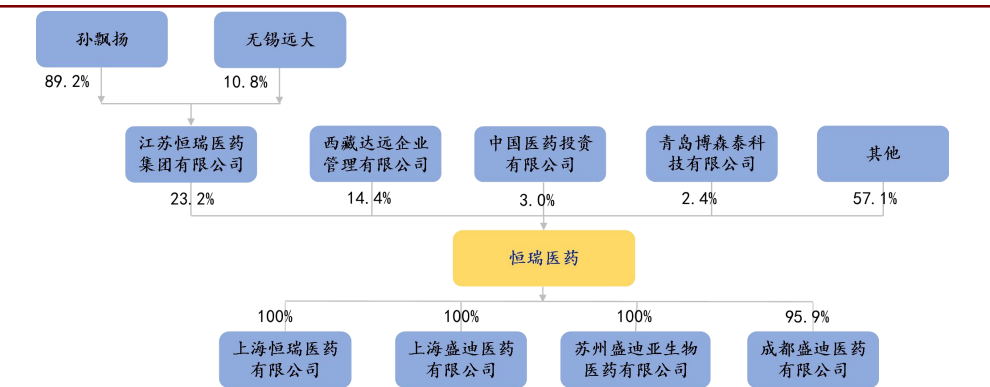 孙飘扬
无锡远大
89.2%
10.8%
江苏恒瑞医药
集团有限公司
西藏达远企业
管理有限公司
中国医药投资
有限公司
青岛博森泰科
技有限公司
其他
23.2%
14.4%
3.0%
2.4%
57.1%
恒瑞医药
100%
100%
100%
95.9%
上海恒瑞医药
有限公司
上海盛迪医药
有限公司
苏州盛迪亚生物
医药有限公司
成都盛迪医药
有限公司